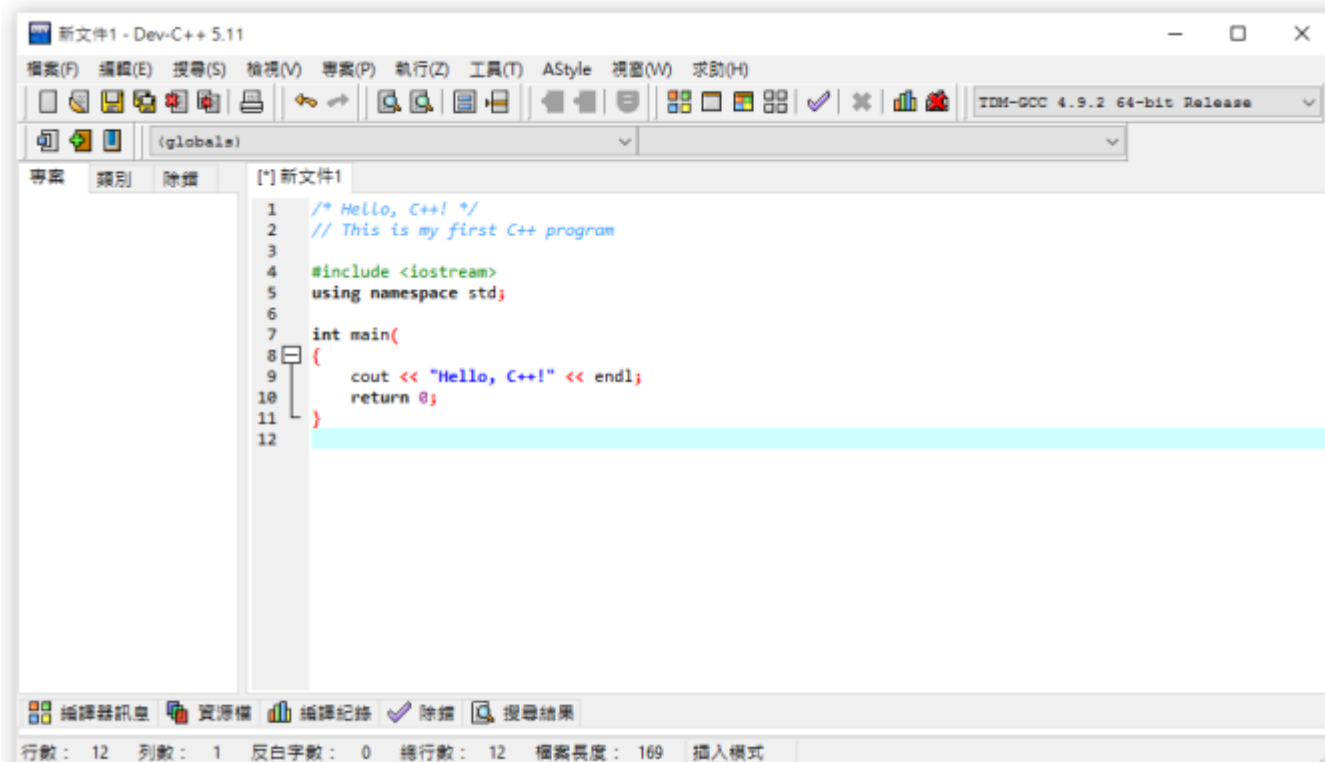 新文件1 - Dev-C++ 5.11
檔案(F) 編輯(E) 搜尋(S) 檢視(V) 專案(P) 執行(Z) 工具(T) AStyle 視窗(W) 求助(H)
TDM-GCC 4.9.2 64-bit Release
(globals)
專案 類別 除錯 [*] 新文件1
1 /* Hello, C++! */
2 // This is my first C++ program
3
4 #include <iostream>
5 using namespace std;
6
7 int main(
8 {
9 cout << "Hello, C++!" << endl;
10 return 0;
11 }
12
編譯器訊息 資源檔 編譯紀錄 除錯 搜尋結果
行數： 12 列數： 1 反白字數： 0 總行數： 12 檔案長度： 169 插入模式